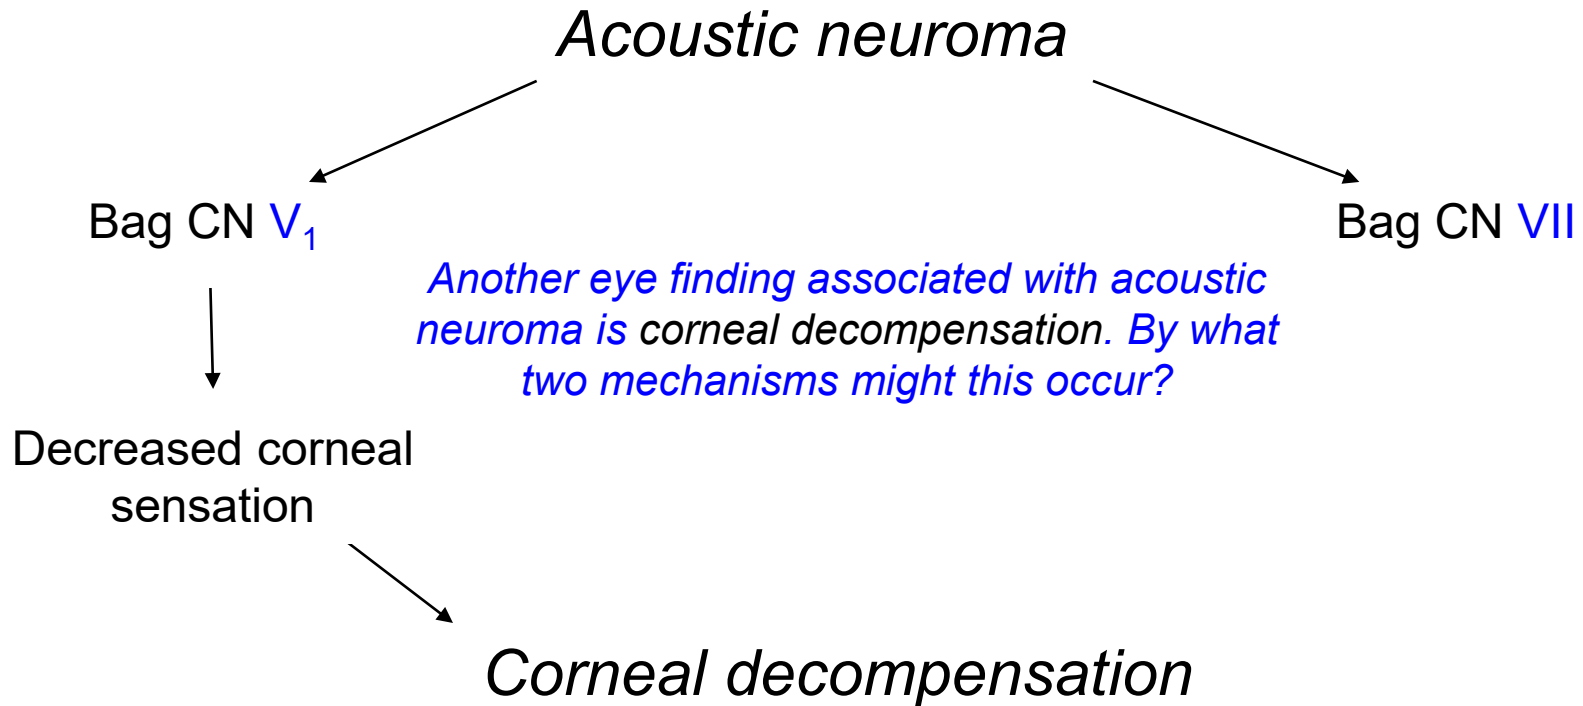 Acoustic neuroma
Bag CN V₁
Bag CN VII
Another eye finding associated with acoustic
neuroma is corneal decompensation. By what
two mechanisms might this occur?
Decreased corneal
sensation
Corneal decompensation